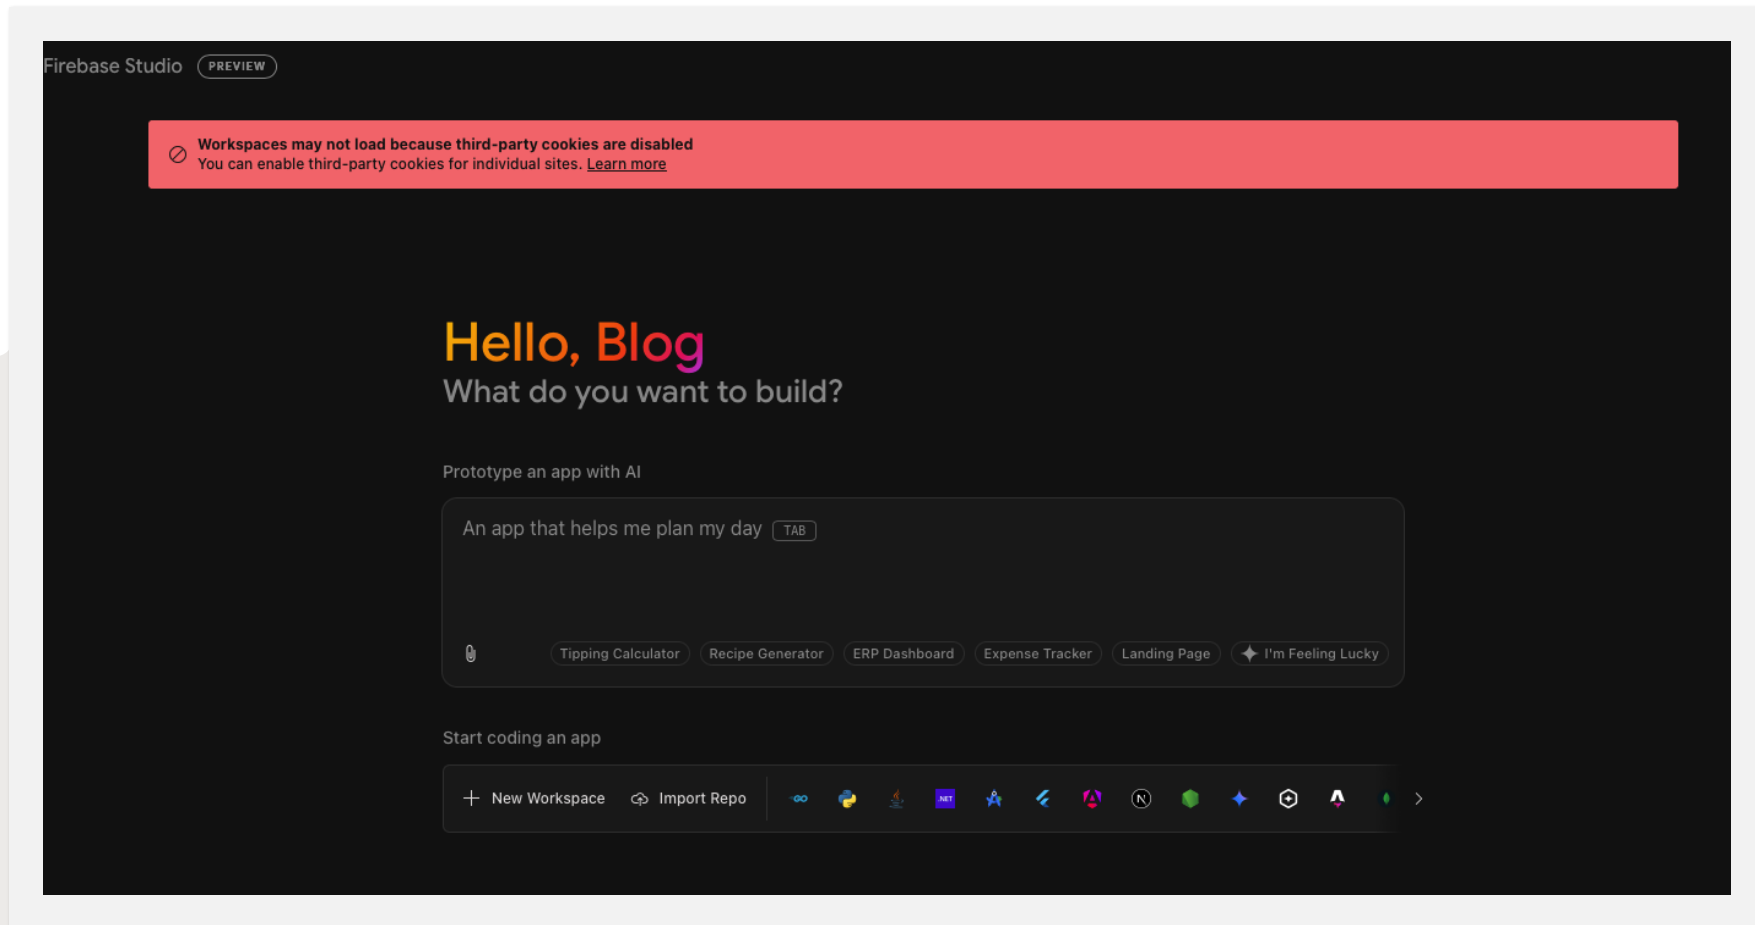 Firebase Studio PREVIEW
Workspaces may not load because third-party cookies are disabled
You can enable third-party cookies for individual sites. Learn more
Hello, Blog
What do you want to build?
Prototype an app with AI
An app that helps me plan my day TAB
Tipping Calculator Recipe Generator ERP Dashboard Expense Tracker Landing Page I'm Feeling Lucky
Start coding an app
New Workspace Import Repo GO .NET N